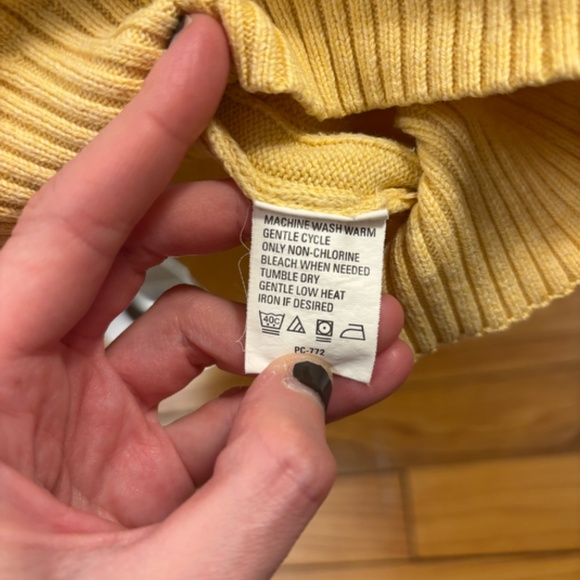 MACHINE WASH WARM
GENTLE CYCLE
ONLY NON-CHLORINE
BLEACH WHEN NEEDED
TUMBLE DRY
GENTLE LOW HEAT
IRON IF DESIRED
40C
PC-772